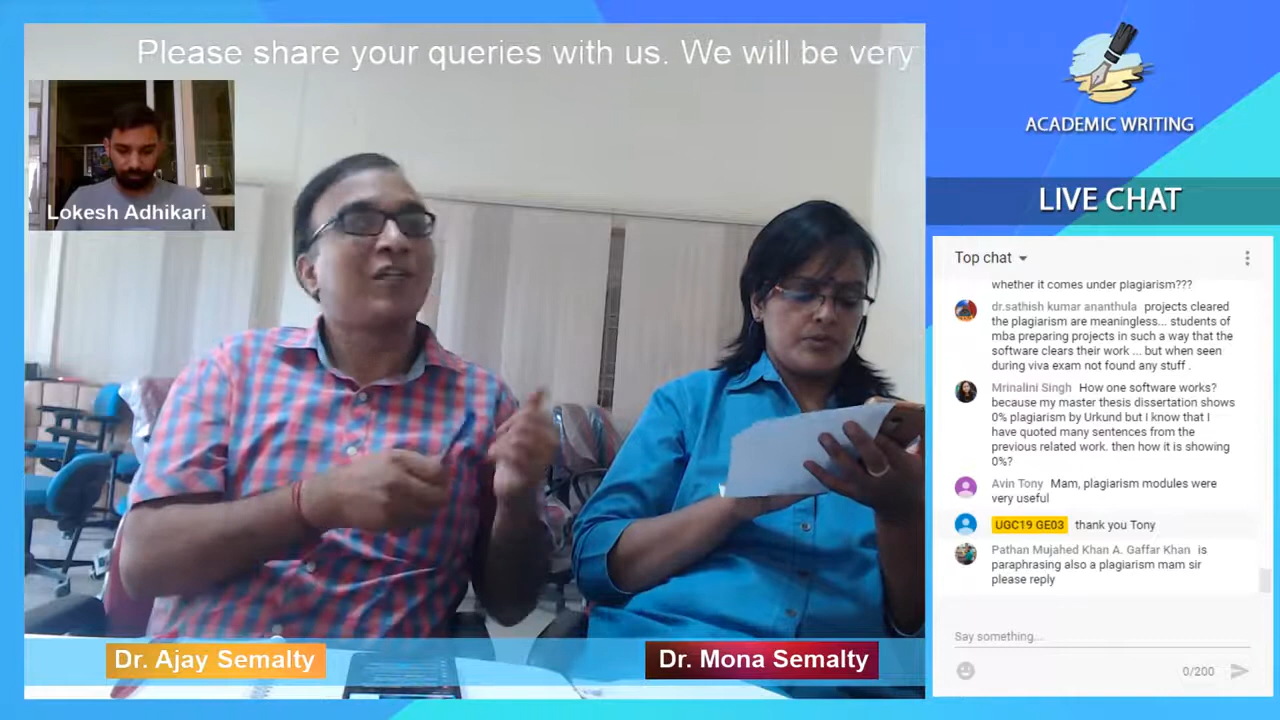 Please share your queries with us. We will be very
Lokesh Adhikari
Dr. Ajay Semalty
Dr. Mona Semalty
ACADEMIC WRITING
LIVE CHAT
Top chat
whether it comes under plagiarism???
dr.sathish kumar ananthula projects cleared
the plagiarism are meaningless... students of
mba preparing projects in such a way that the
software clears their work ... but when seen
during viva exam not found any stuff .
Mrinalini Singh How one software works?
because my master thesis dissertation shows
0% plagiarism by Urkund but I know that I
have quoted many sentences from the
previous related work. then how it is showing
0%?
Avin Tony Mam, plagiarism modules were
very useful
UGC19 GE03 thank you Tony
Pathan Mujahed Khan A. Gaffar Khan is
paraphrasing also a plagiarism mam sir
please reply
Say something...
0/200